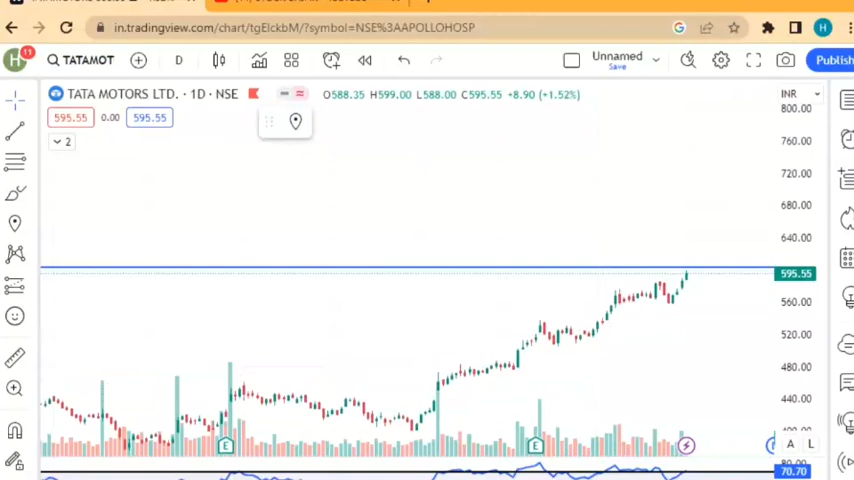 in.tradingview.com/chart/tgElckbM/?symbol=NSE%3AAPOLLOHOSP
H
H
11
TATAMOT
D
Unnamed
Save
Publish
TATA MOTORS LTD. · 1D · NSE
O588.35 H599.00 L588.00 C595.55 +8.90 (+1.52%)
INR
595.55
0.00
595.55
2
800.00
760.00
720.00
680.00
640.00
595.55
560.00
520.00
480.00
440.00
E
E
A
L
70.70